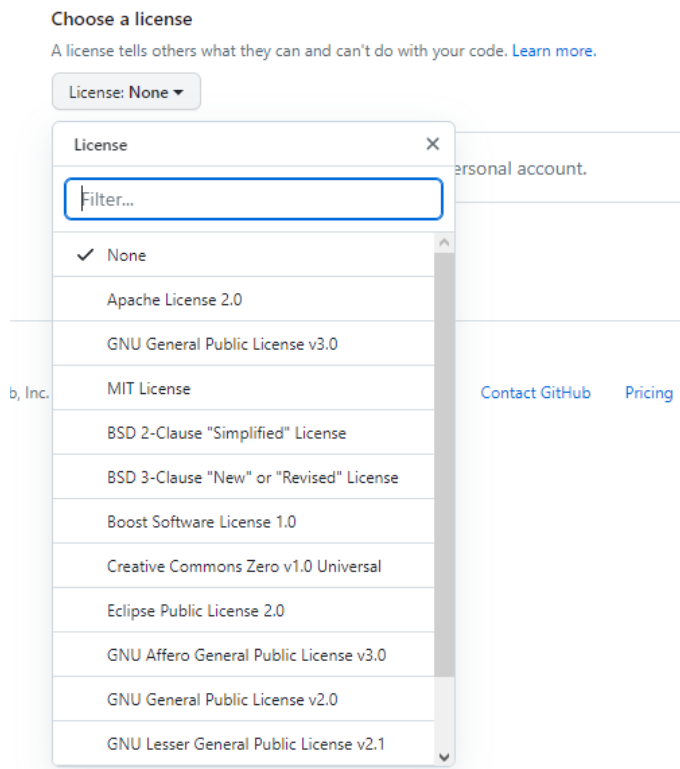 Choose a license
A license tells others what they can and can't do with your code. Learn more.
License: None
License
ersonal account.
Filter...
None
Apache License 2.0
GNU General Public License v3.0
MIT License
b, Inc.
Contact GitHub
Pricing
BSD 2-Clause "Simplified" License
BSD 3-Clause "New" or "Revised" License
Boost Software License 1.0
Creative Commons Zero v1.0 Universal
Eclipse Public License 2.0
GNU Affero General Public License v3.0
GNU General Public License v2.0
GNU Lesser General Public License v2.1